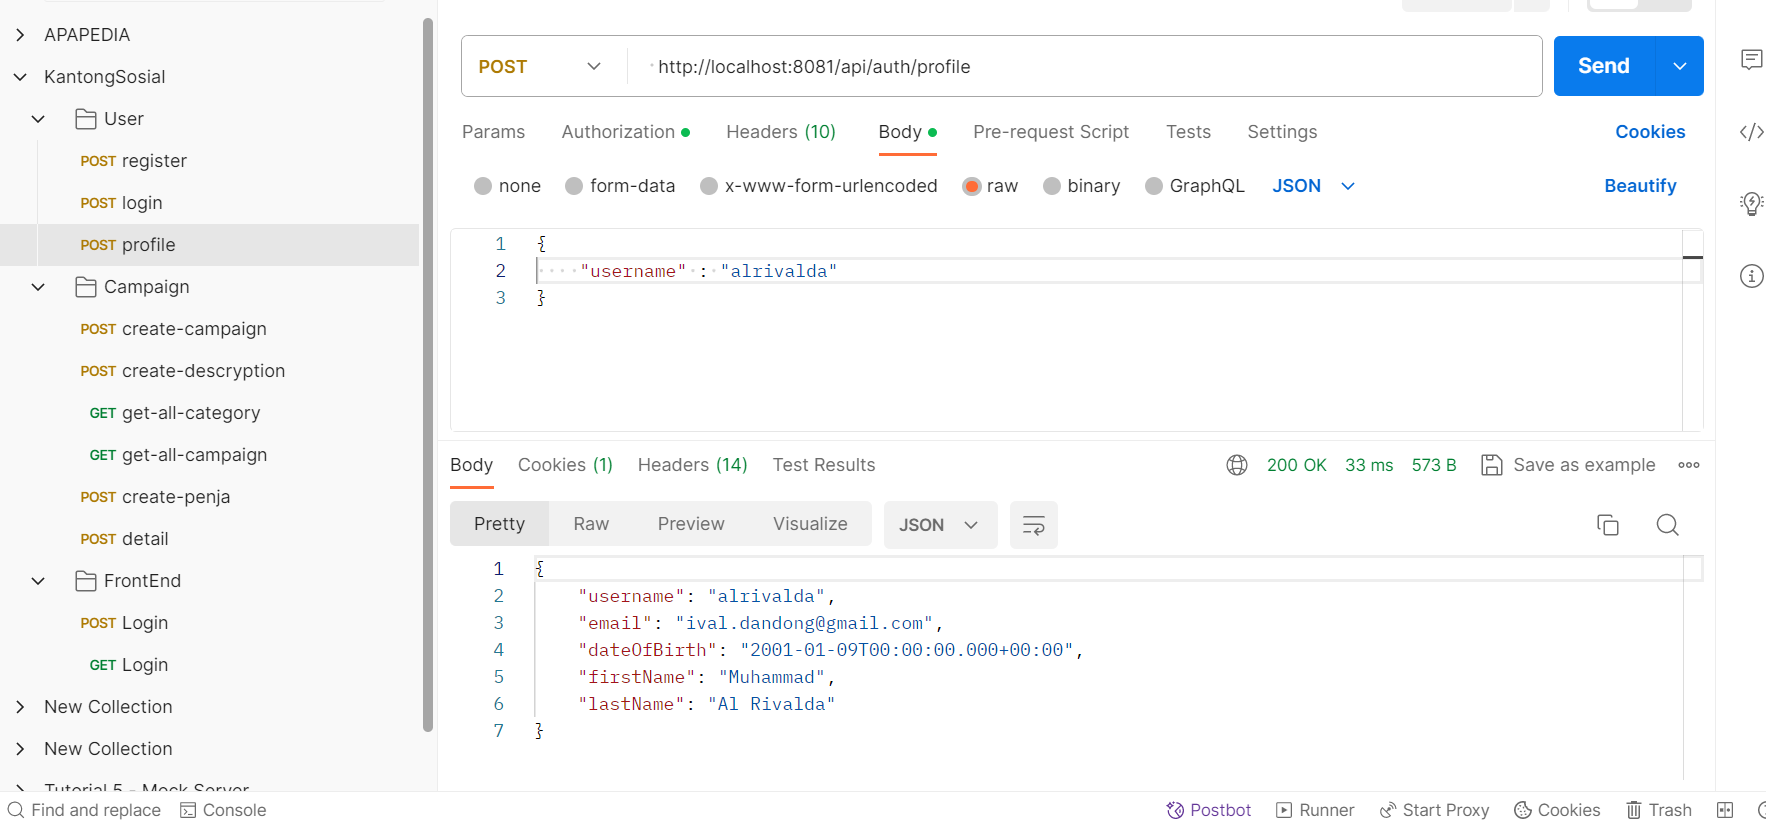 APAPEDIA
KantongSosial
User
POST register
POST login
POST profile
Campaign
POST create-campaign
POST create-descryption
GET get-all-category
GET get-all-campaign
POST create-penja
POST detail
FrontEnd
POST Login
GET Login
New Collection
New Collection
Tutorial 5 - Mock Server
POST http://localhost:8081/api/auth/profile Send
Params Authorization Headers (10) Body Pre-request Script Tests Settings Cookies
none form-data x-www-form-urlencoded raw binary GraphQL JSON Beautify
1 {
2 "username" : "alrivalda"
3 }
Body Cookies (1) Headers (14) Test Results 200 OK 33 ms 573 B Save as example
Pretty Raw Preview Visualize JSON
1 {
2 "username": "alrivalda",
3 "email": "ival.dandong@gmail.com",
4 "dateOfBirth": "2001-01-09T00:00:00.000+00:00",
5 "firstName": "Muhammad",
6 "lastName": "Al Rivalda"
7 }
Find and replace Console Postbot Runner Start Proxy Cookies Trash